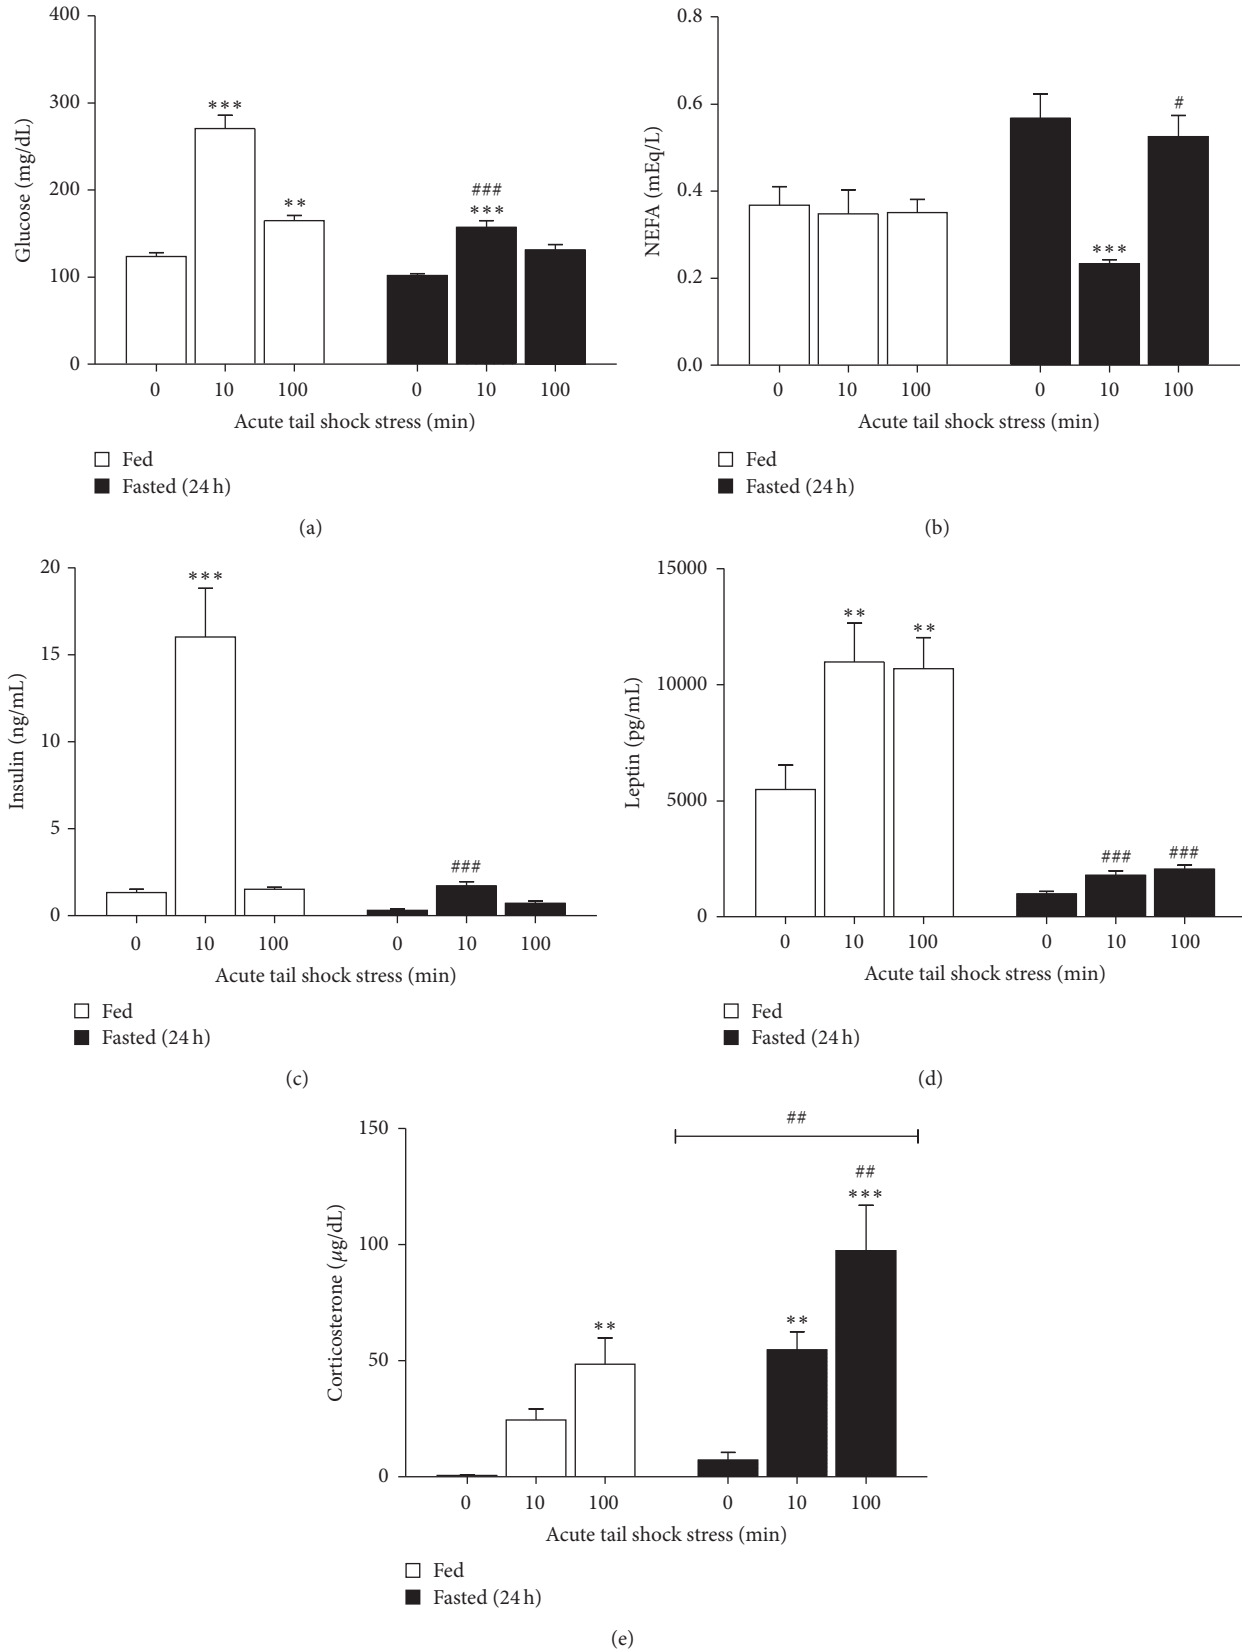 400
300
200
100
0
Glucose (mg/dL)
***
**
###
***
0 10 100 0 10 100
Acute tail shock stress (min)
Fed
Fasted (24 h)
(a)
0.8
0.6
0.4
0.2
0.0
NEFA (mEq/L)
***
#
0 10 100 0 10 100
Acute tail shock stress (min)
Fed
Fasted (24 h)
(b)
20
15
10
5
0
Insulin (ng/mL)
***
###
0 10 100 0 10 100
Acute tail shock stress (min)
Fed
Fasted (24 h)
(c)
15000
10000
5000
0
Leptin (pg/mL)
**
**
###
###
0 10 100 0 10 100
Acute tail shock stress (min)
Fed
Fasted (24 h)
(d)
150
100
50
0
Corticosterone (μg/dL)
##
**
**
##
***
0 10 100 0 10 100
Acute tail shock stress (min)
Fed
Fasted (24 h)
(e)